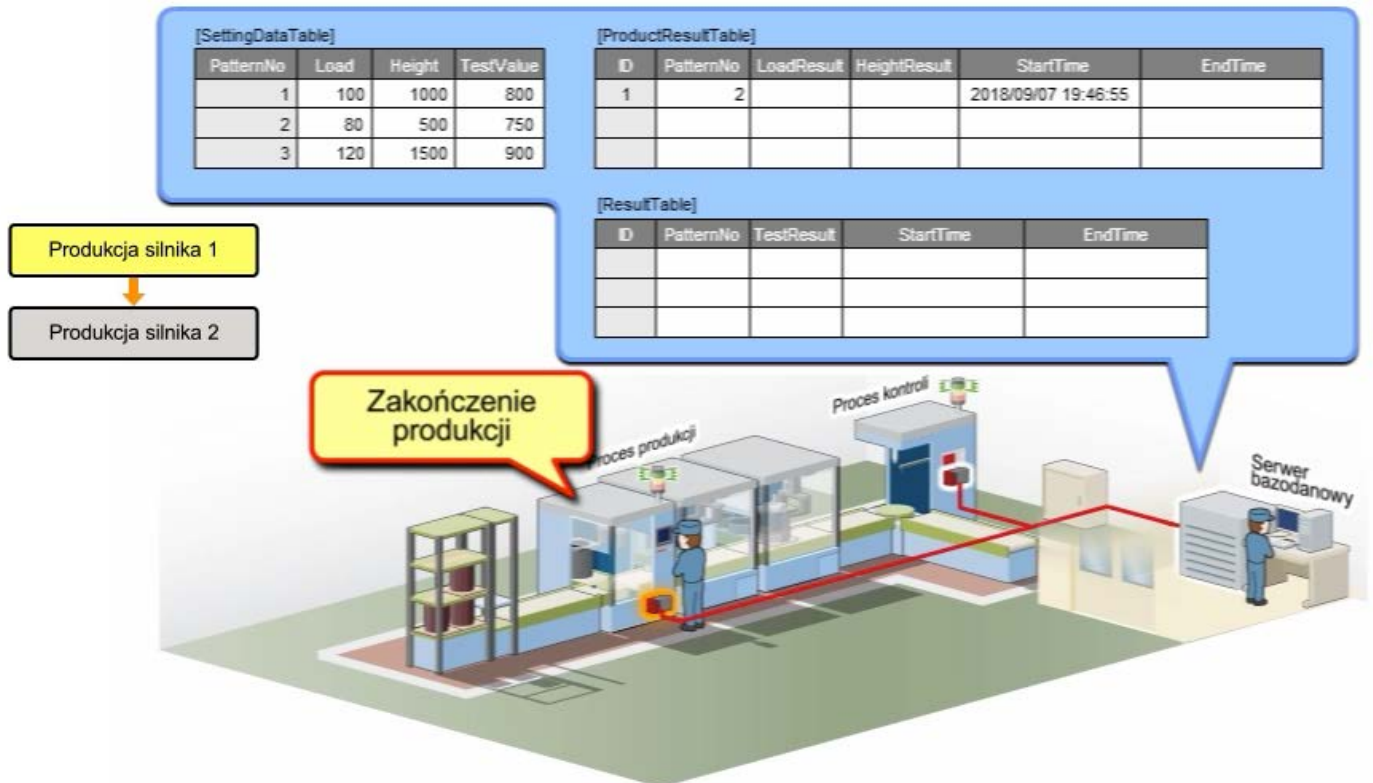 [SettingDataTable]
PatternNo Load Height TestValue
1 100 1000 800
2 80 500 750
3 120 1500 900
[ProductResultTable]
ID PatternNo LoadResult HeightResult StartTime EndTime
1 2 2018/09/07 19:46:55
[ResultTable]
ID PatternNo TestResult StartTime EndTime
Produkcja silnika 1
Produkcja silnika 2
Zakończenie
produkcji
Proces produkcji
Proces kontroli
Serwer
bazodanowy